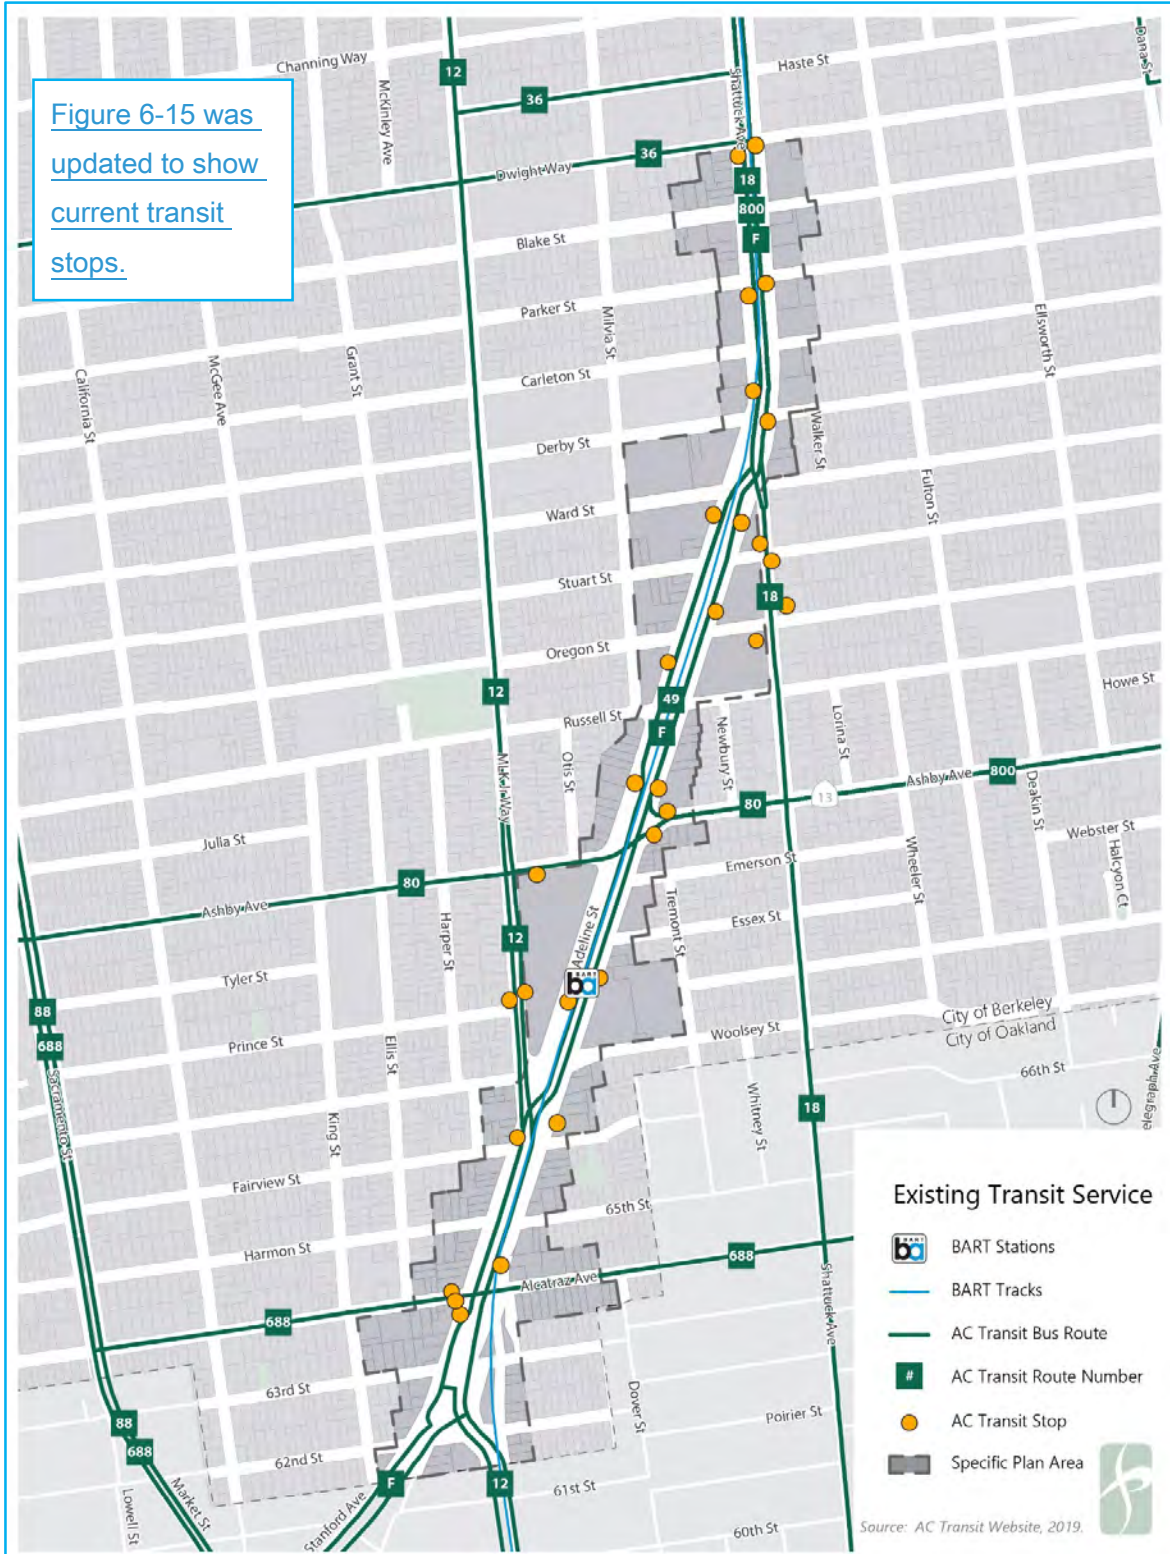 Figure 6-15 was
updated to show
current transit
stops.
Channing Way
McKinley Ave
12
36
Shattuck Ave
Haste St
Dana St
36
Dwight Way
18
800
F
Blake St
Parker St
Milvia St
Ellsworth St
California St
McGee Ave
Grant St
Carleton St
Derby St
Walker St
Fulton St
Ward St
Stuart St
18
Oregon St
12
49
Howe St
Russell St
F
Newbury St
Lorina St
MLK Jr Way
Otis St
Ashby Ave
800
80
13
Deakin St
Julia St
Webster St
Emerson St
Wheeler St
Halcyon Ct
80
Ashby Ave
Harper St
Tremont St
Essex St
12
Adeline St
BART
ba
Tyler St
88
City of Berkeley
City of Oakland
Woolsey St
688
Prince St
Ellis St
66th St
Sacramento St
King St
Whitney St
18
elegraph Ave
Fairview St
65th St
Harmon St
688
Alcatraz Ave
Shattuck Ave
688
63rd St
Dover St
Poirier St
88
688
62nd St
F
12
61st St
Lowell St
Market St
Stanford Ave
60th St
Existing Transit Service
BART
ba
BART Stations
BART Tracks
AC Transit Bus Route
#
AC Transit Route Number
AC Transit Stop
Specific Plan Area
Source: AC Transit Website, 2019.